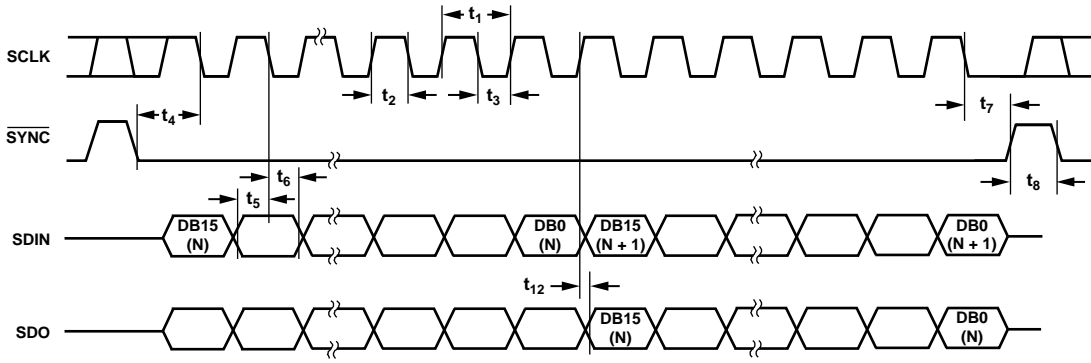 t1
SCLK
t2
t3
t4
t7
SYNC
t6
t5
t8
SDIN
DB15
(N)
DB0
(N)
DB15
(N + 1)
DB0
(N + 1)
t12
SDO
DB15
(N)
DB0
(N)